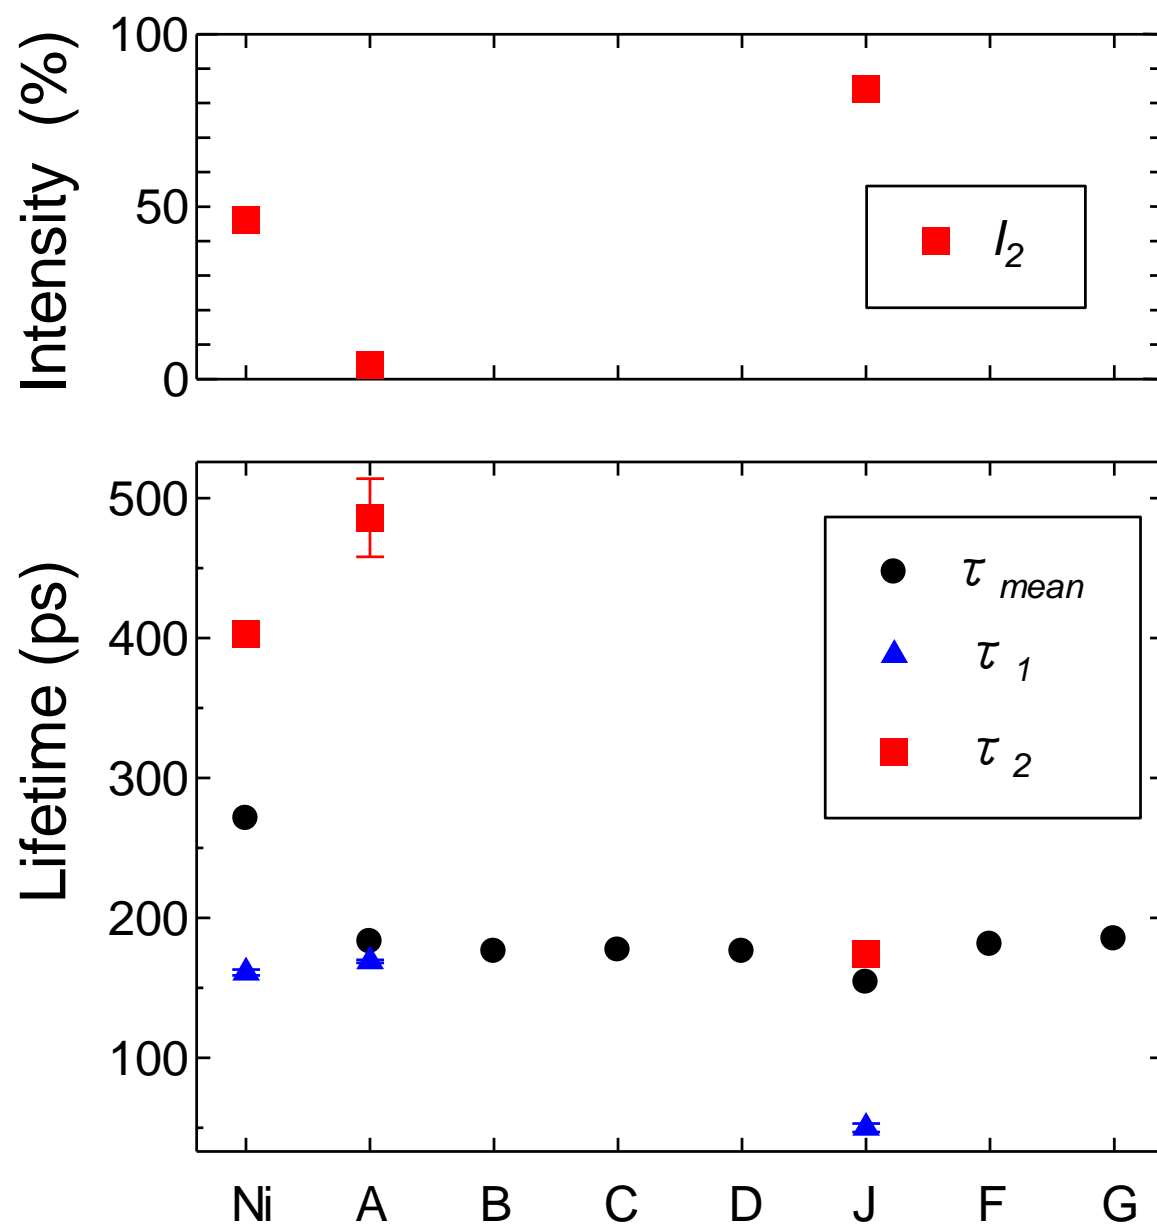 Intensity (%)
100
50
0
I2
Lifetime (ps)
500
400
300
200
100
τ mean
τ 1
τ 2
Ni A B C D J F G